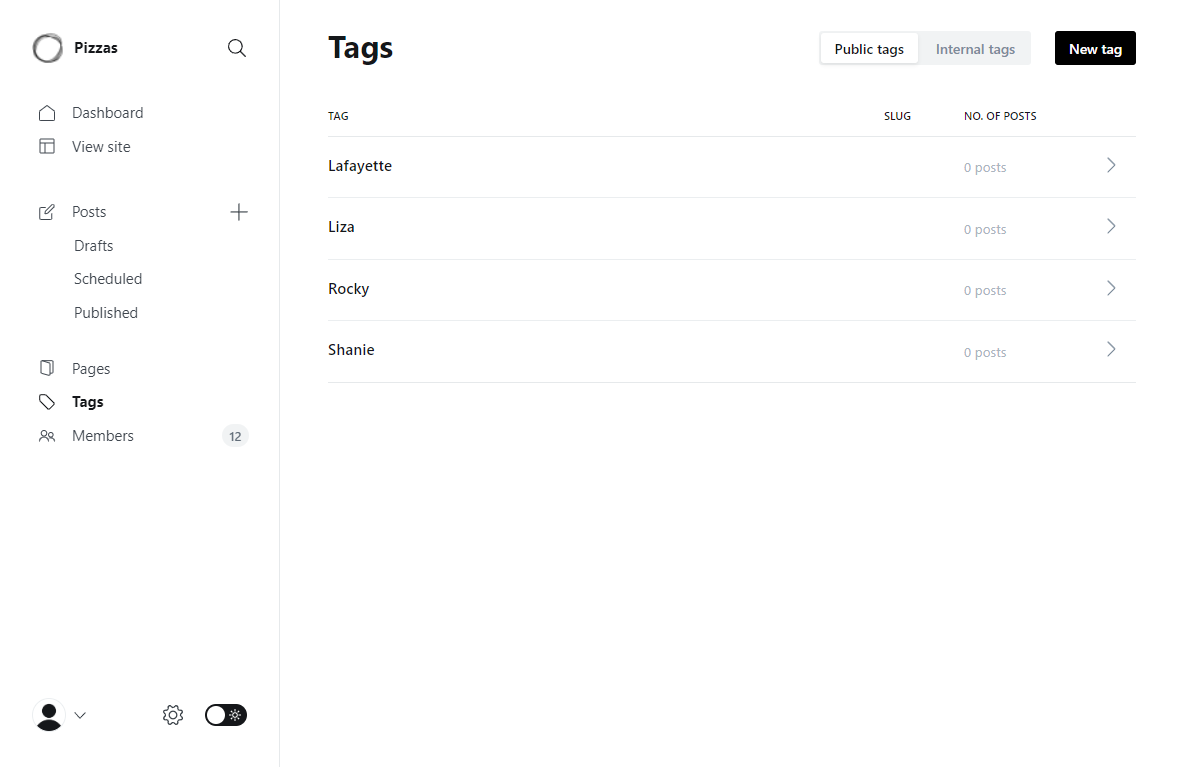 Pizzas
Dashboard
View site
Posts
Drafts
Scheduled
Published
Pages
Tags
Members 12
Tags
Public tags Internal tags New tag
TAG SLUG NO. OF POSTS
Lafayette 0 posts
Liza 0 posts
Rocky 0 posts
Shanie 0 posts